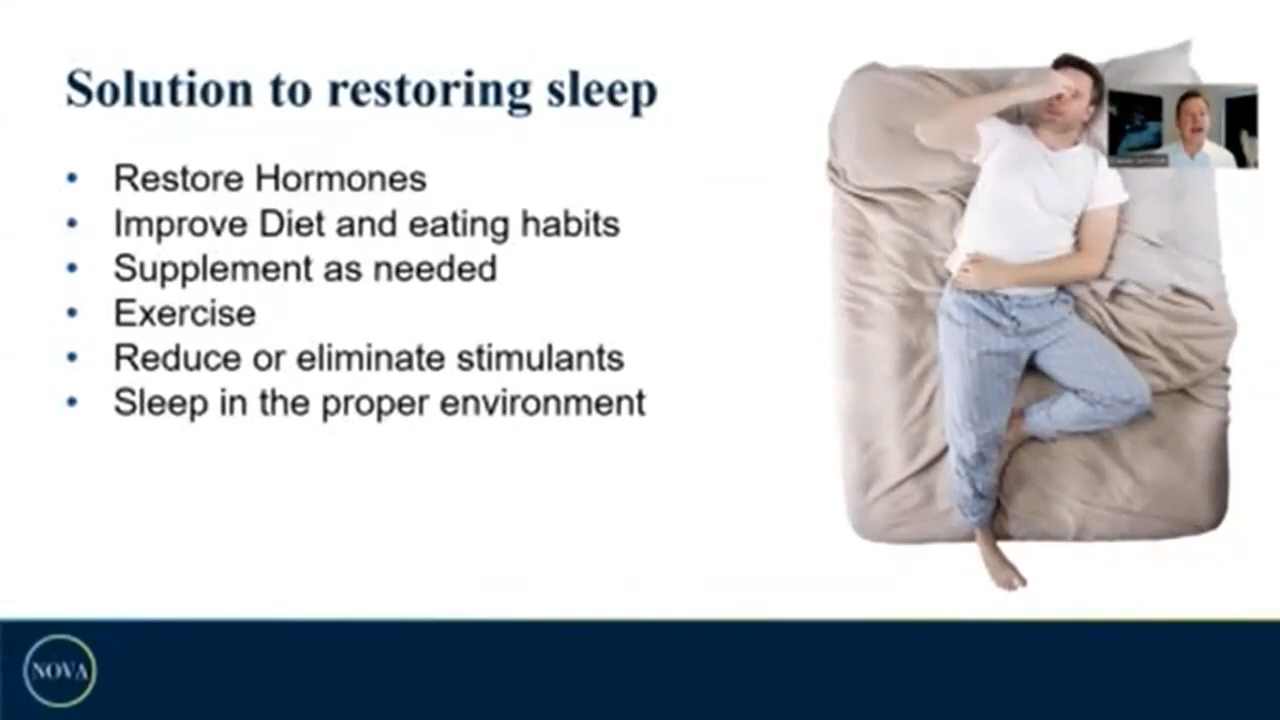 Solution to restoring sleep
• Restore Hormones
• Improve Diet and eating habits
• Supplement as needed
• Exercise
• Reduce or eliminate stimulants
• Sleep in the proper environment
NOVA